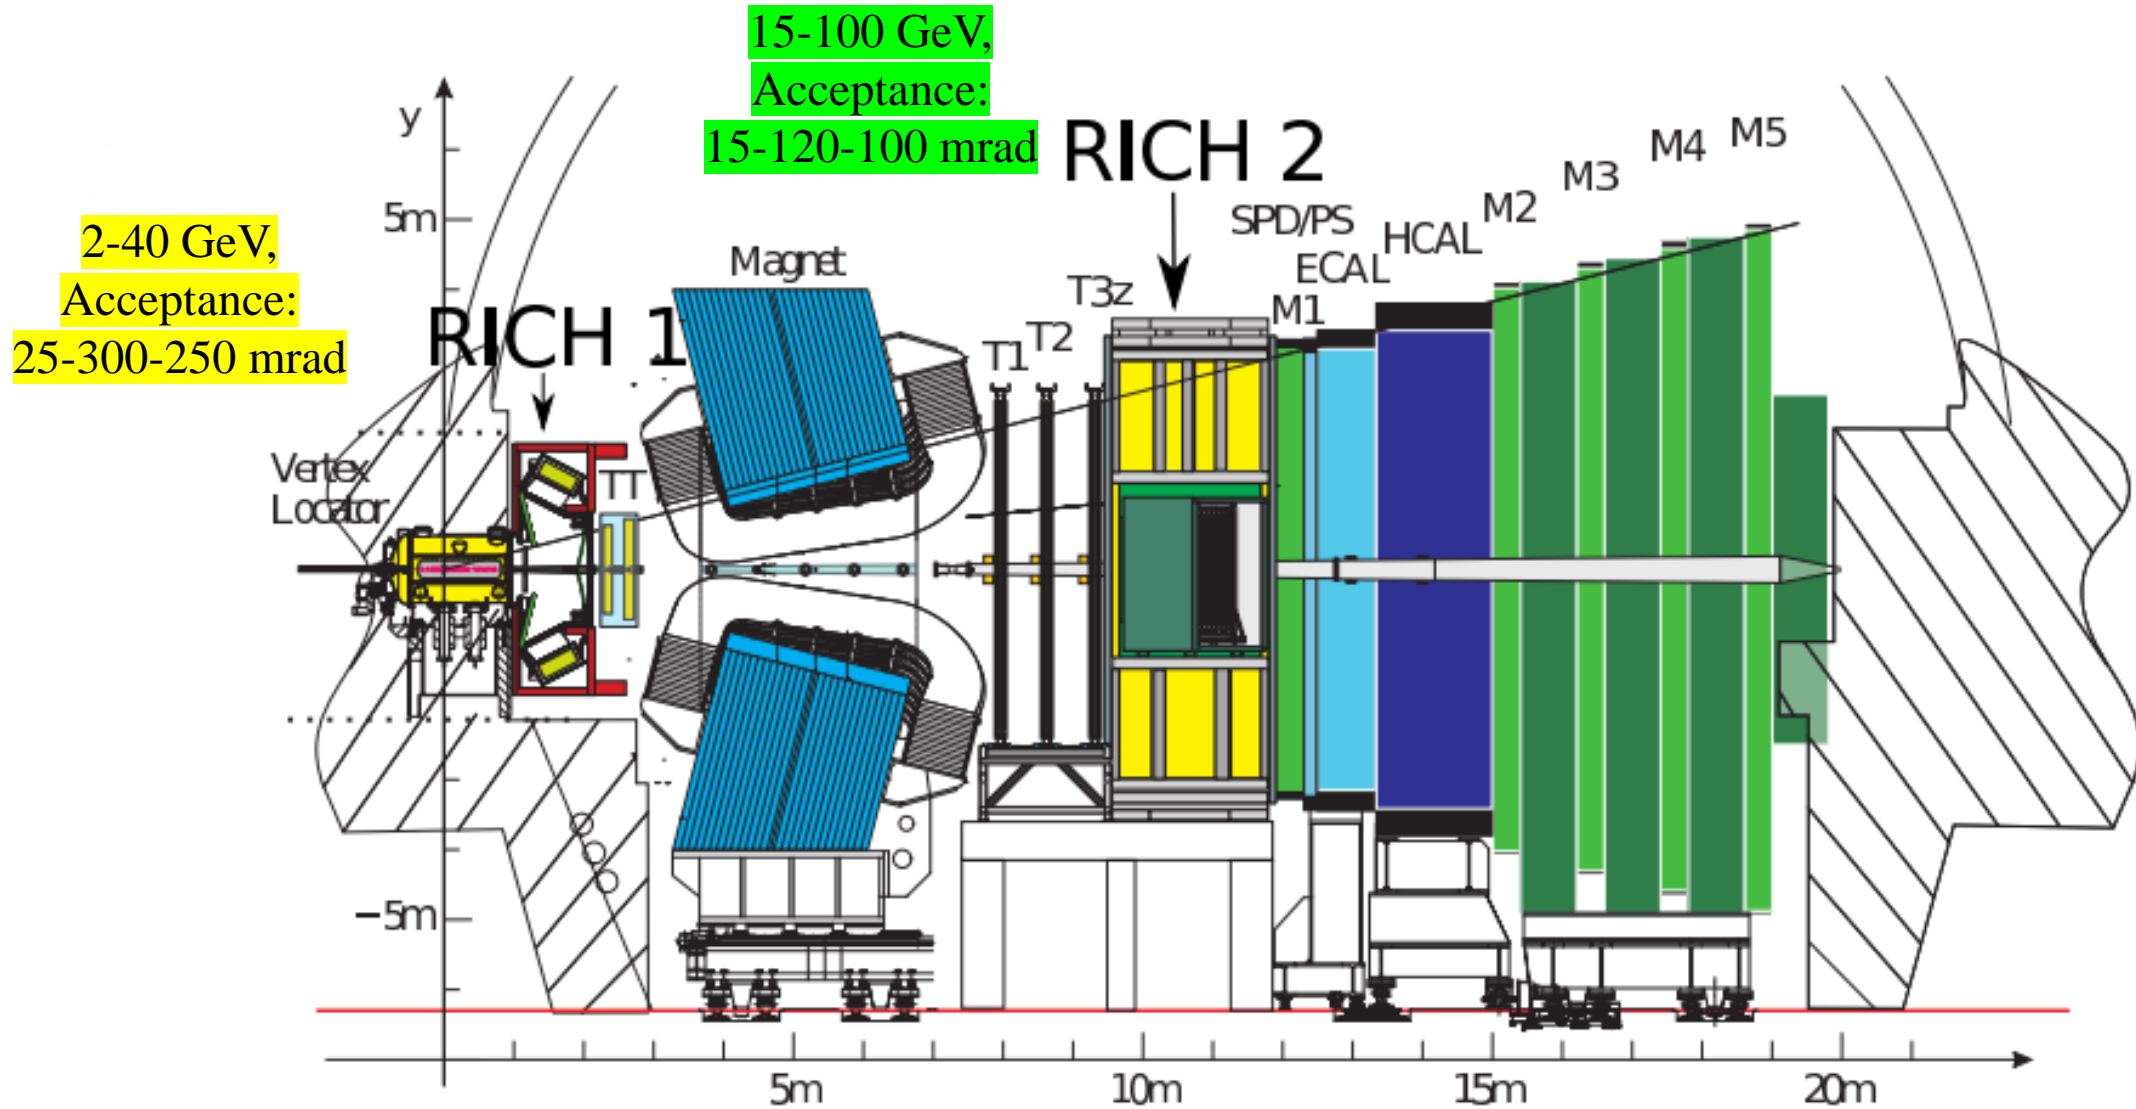 15-100 GeV,
Acceptance:
15-120-100 mrad
RICH 2
y
5m
2-40 GeV,
Acceptance:
25-300-250 mrad
RICH 1
Magnet
T1
T2
T3z
SPD/PS
ECAL
HCAL
M1
M2
M3
M4
M5
Vertex
Locator
TT
−5m
5m
10m
15m
20m